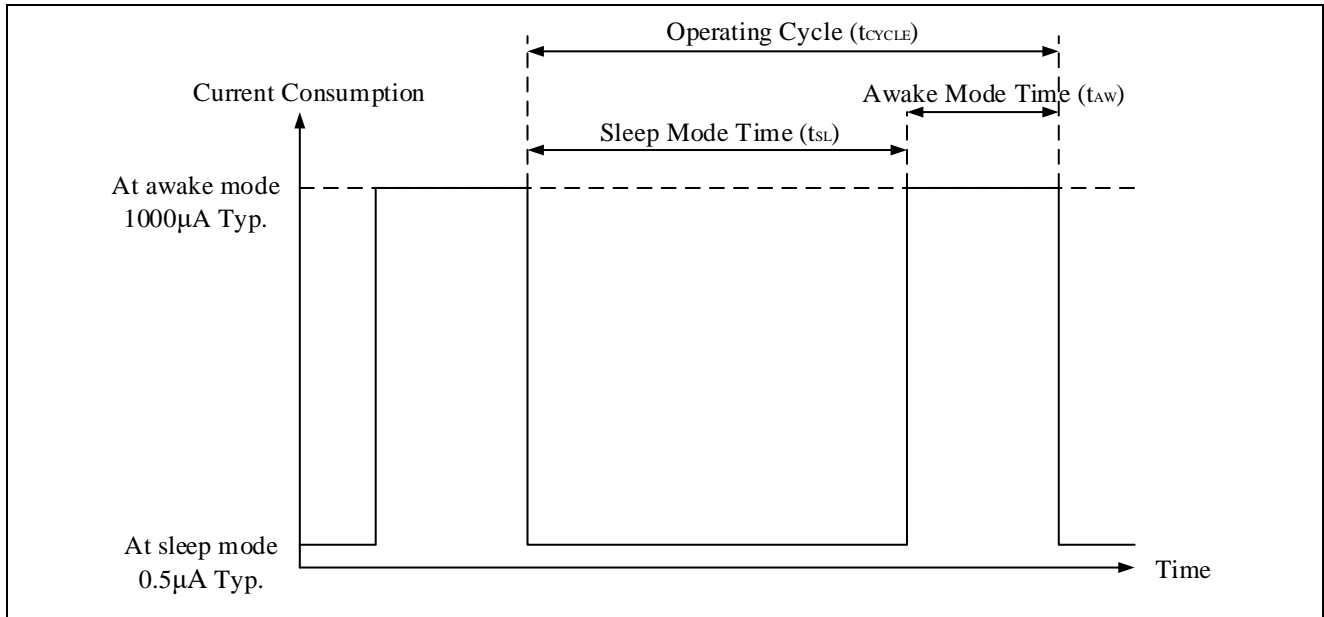 Operating Cycle (tCYCLE)
Current Consumption
Awake Mode Time (tAW)
Sleep Mode Time (tSL)
At awake mode
1000μA Typ.
At sleep mode
0.5μA Typ.
Time